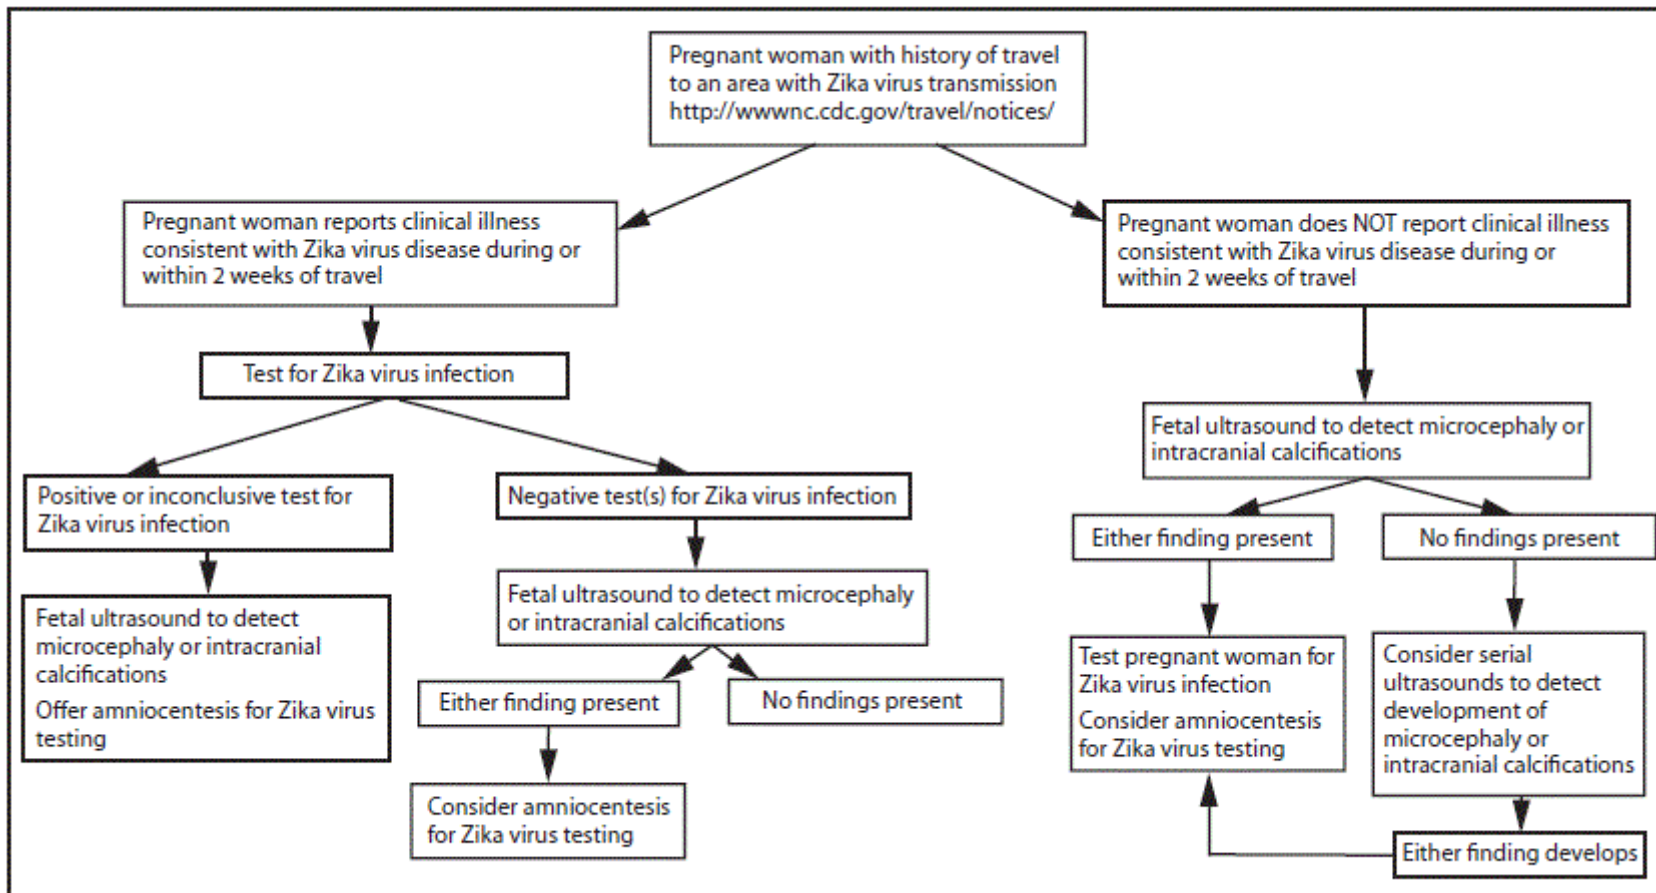 Pregnant woman with history of travel
to an area with Zika virus transmission
http://wwwnc.cdc.gov/travel/notices/
Pregnant woman reports clinical illness
consistent with Zika virus disease during or
within 2 weeks of travel
Pregnant woman does NOT report clinical illness
consistent with Zika virus disease during or
within 2 weeks of travel
Test for Zika virus infection
Positive or inconclusive test for
Zika virus infection
Fetal ultrasound to detect
microcephaly or intracranial
calcifications
Offer amniocentesis for Zika virus
testing
Negative test(s) for Zika virus infection
Fetal ultrasound to detect microcephaly
or intracranial calcifications
Either finding present
No findings present
Consider amniocentesis
for Zika virus testing
Fetal ultrasound to detect microcephaly or
intracranial calcifications
Either finding present
No findings present
Test pregnant woman for
Zika virus infection
Consider amniocentesis
for Zika virus testing
Consider serial
ultrasounds to detect
development of
microcephaly or
intracranial calcifications
Either finding develops